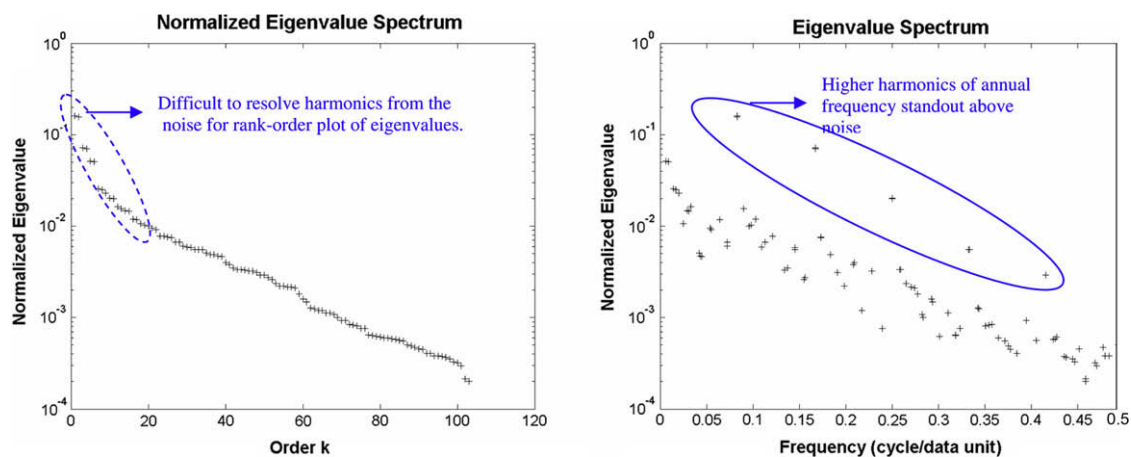 Normalized Eigenvalue Spectrum
10^0
10^-1
10^-2
10^-3
10^-4
Normalized Eigenvalue
Difficult to resolve harmonics from the
noise for rank-order plot of eigenvalues.
0 20 40 60 80 100 120
Order k
Eigenvalue Spectrum
10^0
10^-1
10^-2
10^-3
10^-4
Normalized Eigenvalue
Higher harmonics of annual
frequency standout above
noise
0 0.05 0.1 0.15 0.2 0.25 0.3 0.35 0.4 0.45 0.5
Frequency (cycle/data unit)